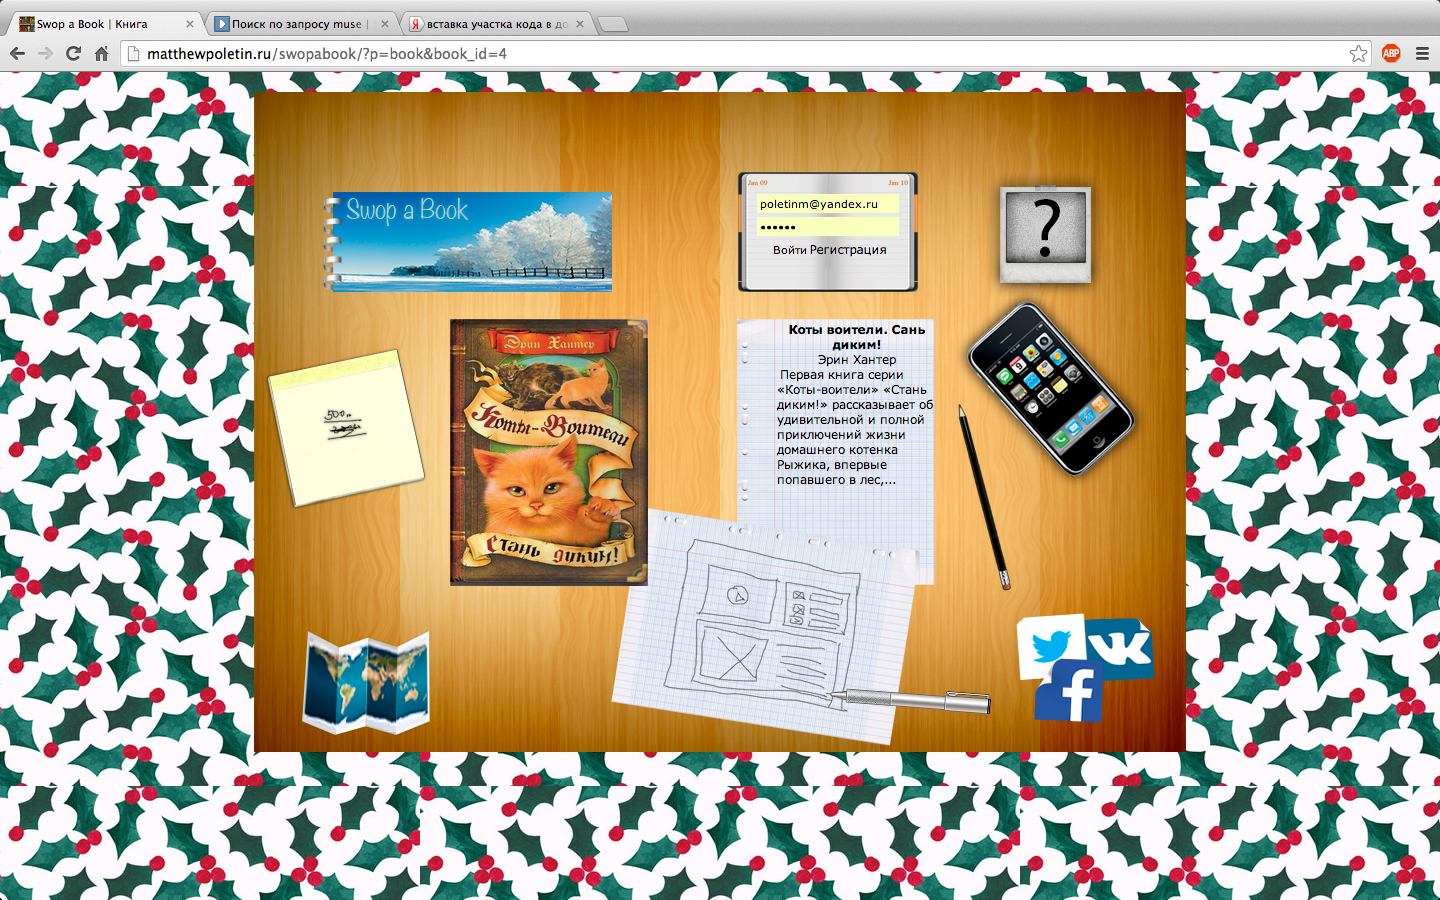 Swop a Book | Книга
Поиск по запросу muse |
вставка участка кода в до
matthewpoletin.ru/swopabook/?p=book&book_id=4
ABP
Swop a Book
Jan 09
Jan 10
poletinm@yandex.ru
••••••
Войти Регистрация
?
Эрин Хантер
Коты-Воители
Стань диким!
Коты воители. Сань
диким!
Эрин Хантер
Первая книга серии
«Коты-воители» «Стань
диким!» рассказывает об
удивительной и полной
приключений жизни
домашнего котенка
Рыжика, впервые
попавшего в лес,...